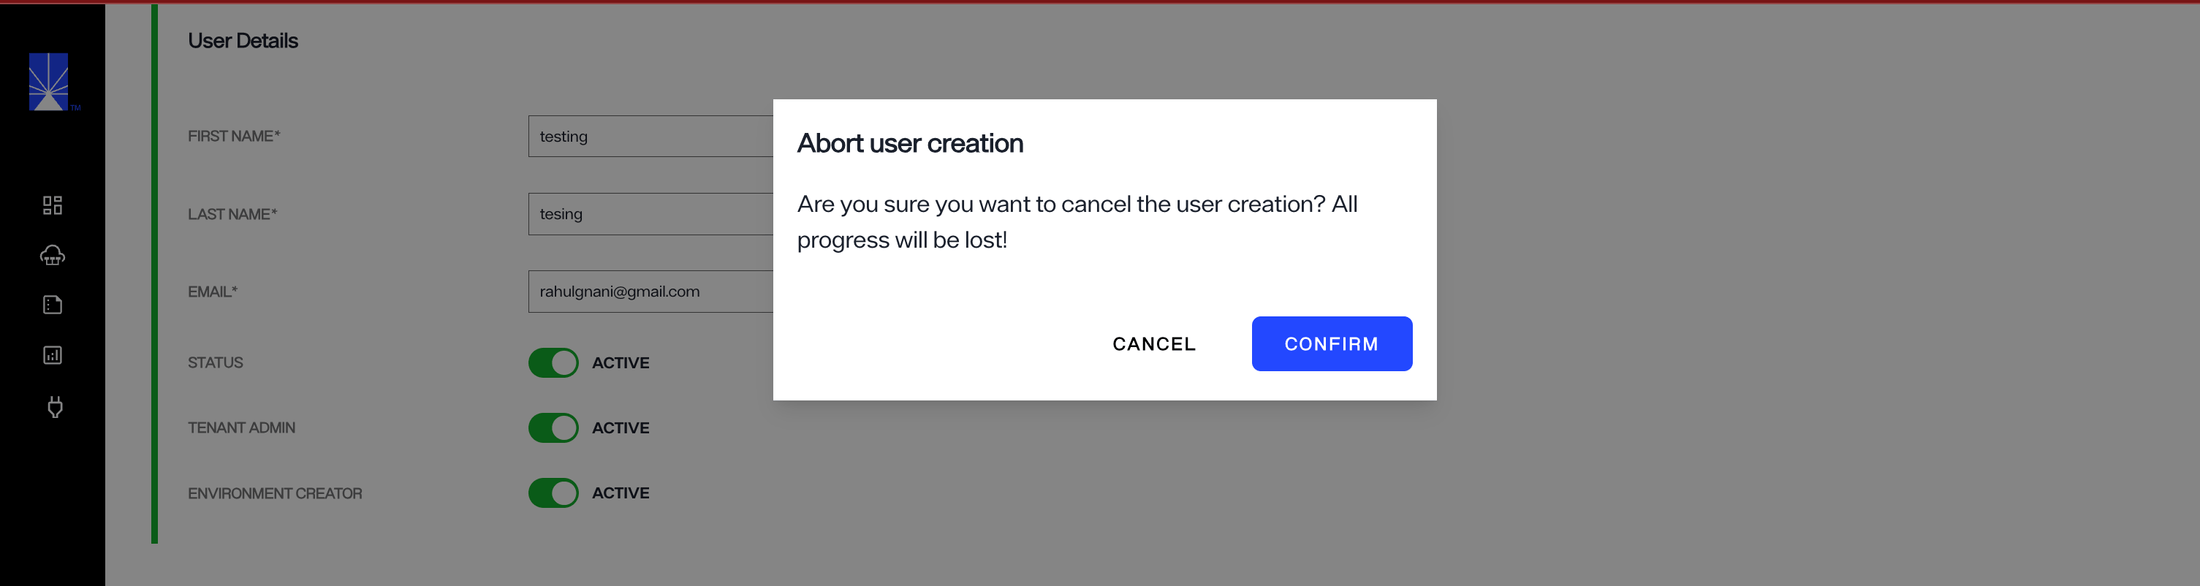 User Details
TM
FIRST NAME*
testing
LAST NAME*
tesing
EMAIL*
rahulgnani@gmail.com
STATUS
ACTIVE
TENANT ADMIN
ACTIVE
ENVIRONMENT CREATOR
ACTIVE
Abort user creation
Are you sure you want to cancel the user creation? All
progress will be lost!
CANCEL
CONFIRM